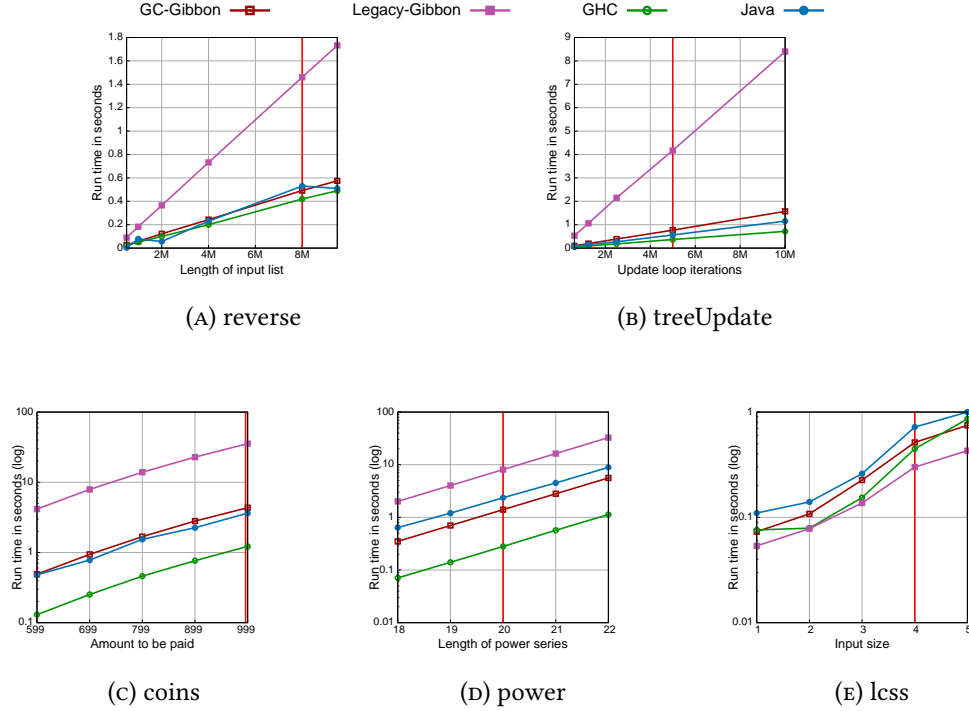 GC-Gibbon Legacy-Gibbon GHC Java
Run time in seconds
1.8
1.6
1.4
1.2
1
0.8
0.6
0.4
0.2
0
2M 4M 6M 8M
Length of input list
(A) reverse
Run time in seconds
9
8
7
6
5
4
3
2
1
0
2M 4M 6M 8M 10M
Update loop iterations
(B) treeUpdate
Run time in seconds (log)
100
10
1
0.1
599 699 799 899 999
Amount to be paid
(C) coins
Run time in seconds (log)
100
10
1
0.1
0.01
18 19 20 21 22
Length of power series
(D) power
Run time in seconds (log)
1
0.1
0.01
1 2 3 4 5
Input size
(E) lcss